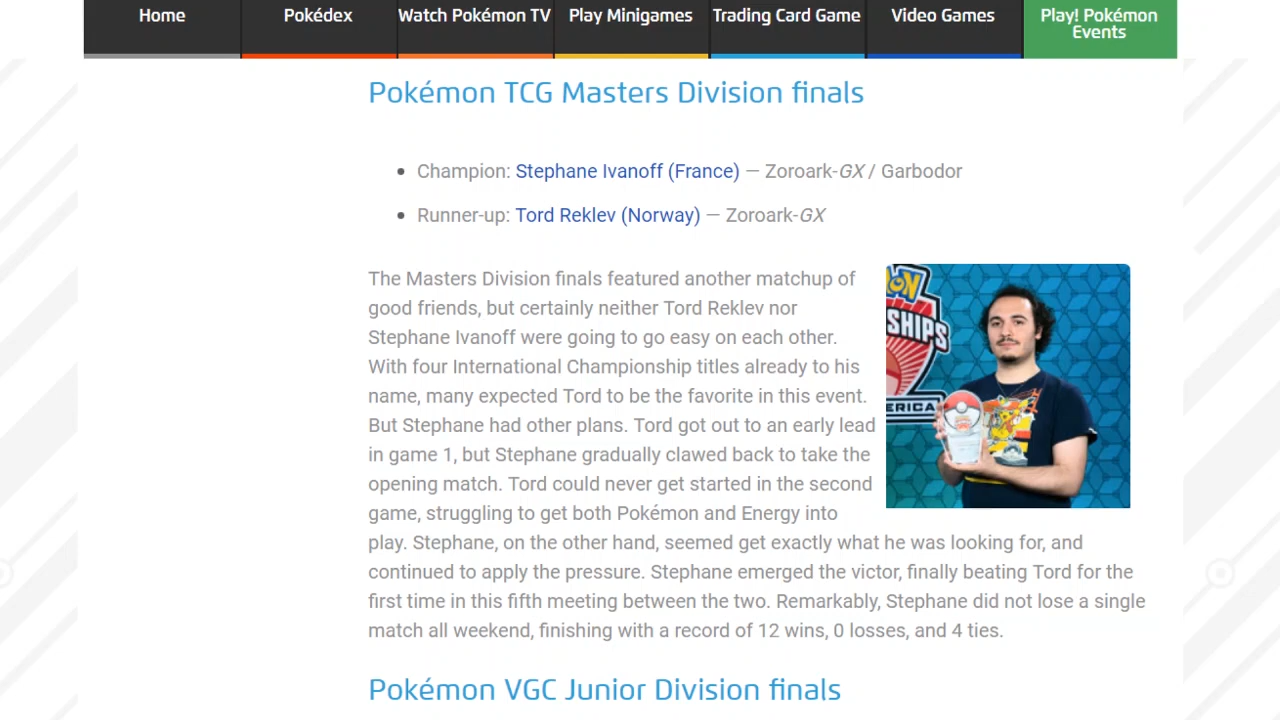 Home
Pokédex
Watch Pokémon TV
Play Minigames
Trading Card Game
Video Games
Play! Pokémon
Events
Pokémon TCG Masters Division finals
• Champion: Stephane Ivanoff (France) — Zoroark-GX / Garbodor
• Runner-up: Tord Reklev (Norway) — Zoroark-GX
The Masters Division finals featured another matchup of
good friends, but certainly neither Tord Reklev nor
Stephane Ivanoff were going to go easy on each other.
With four International Championship titles already to his
name, many expected Tord to be the favorite in this event.
But Stephane had other plans. Tord got out to an early lead
in game 1, but Stephane gradually clawed back to take the
opening match. Tord could never get started in the second
game, struggling to get both Pokémon and Energy into
play. Stephane, on the other hand, seemed get exactly what he was looking for, and
continued to apply the pressure. Stephane emerged the victor, finally beating Tord for the
first time in this fifth meeting between the two. Remarkably, Stephane did not lose a single
match all weekend, finishing with a record of 12 wins, 0 losses, and 4 ties.
MON
SHIPS
ERICA
Pokémon VGC Junior Division finals